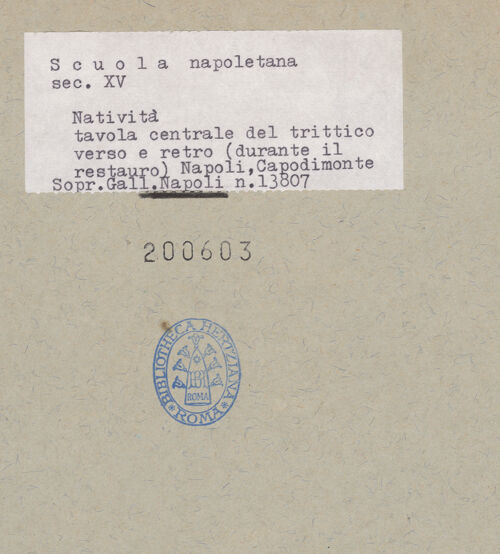 S c u o l a napoletana
sec. XV
Natività
tavola centrale del trittico
verso e retro (durante il
restauro) Napoli,Capodimonte
Sopr.Gall.Napoli n.13807
200603
BIBLIOTHECA HERTZIANA
ROMA
ROMA